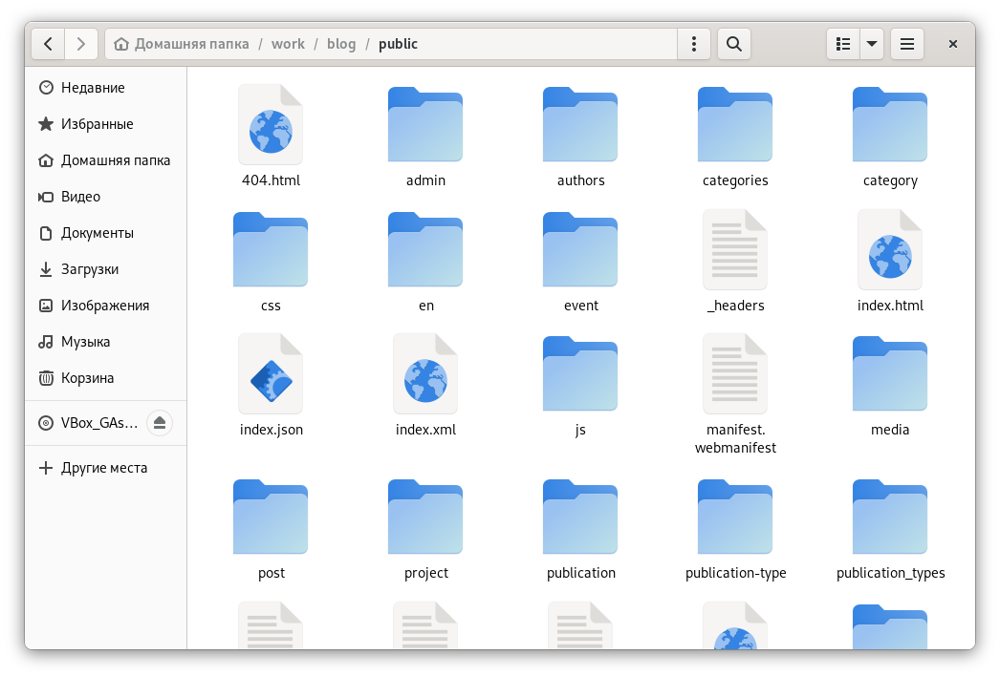 Домашняя папка / work / blog / public
Недавние
Избранные
Домашняя папка
Видео
Документы
Загрузки
Изображения
Музыка
Корзина
VBox_GAs…
Другие места
404.html
admin
authors
categories
category
css
en
event
_headers
index.html
index.json
index.xml
js
manifest.
webmanifest
media
post
project
publication
publication-type
publication_types